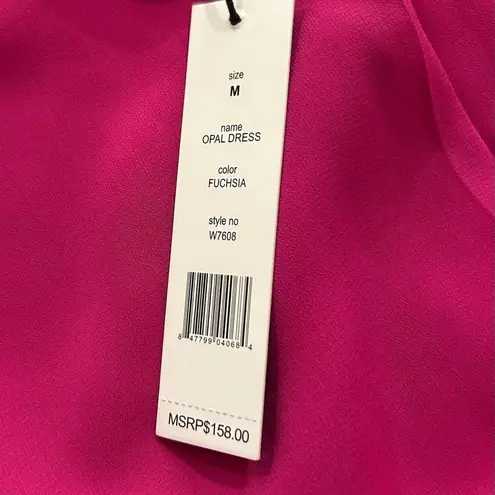 size
M
name
OPAL DRESS
color
FUCHSIA
style no
W7608
8 47799 04068 4
MSRP$158.00